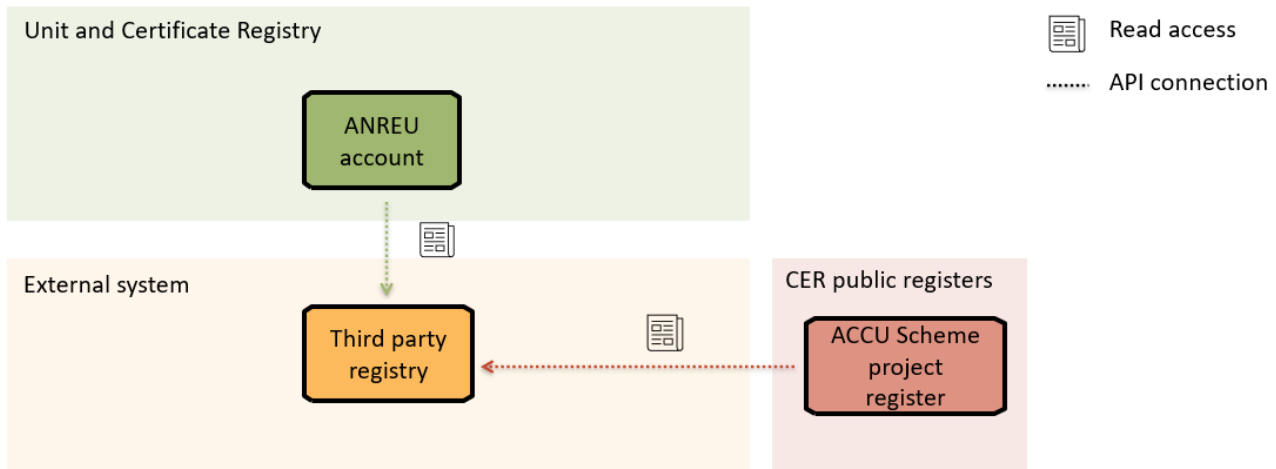 Unit and Certificate Registry
Read access
API connection
ANREU
account
External system
CER public registers
Third party
registry
ACCU Scheme
project
register